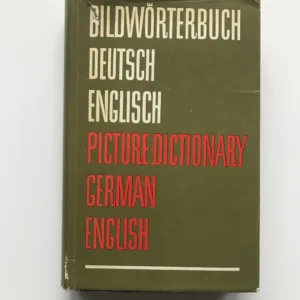 BILDWÖRTERBUCH
DEUTSCH
ENGLISCH
PICTURE DICTIONARY
GERMAN
ENGLISH